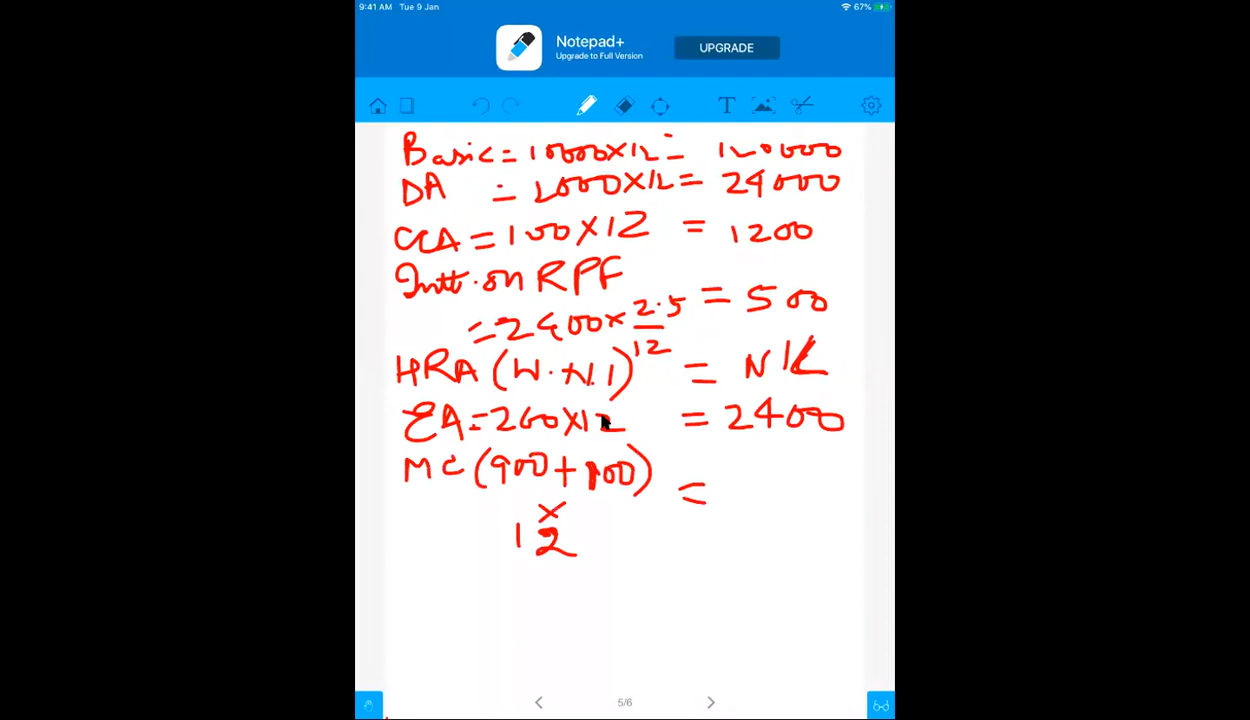 9:41 AM Tue 9 Jan
67%
Notepad+
Upgrade to Full Version
UPGRADE
T
Basic = 10000×12 = 120000
DA = 2000×12 = 24000
CCA = 100×12 = 1200
Intt. on RPF
= 2400× 2.5/12 = 500
HRA (W.N.1) = NIL
EA = 200×12 = 2400
MC (900 + 100) =
×
12
5/6